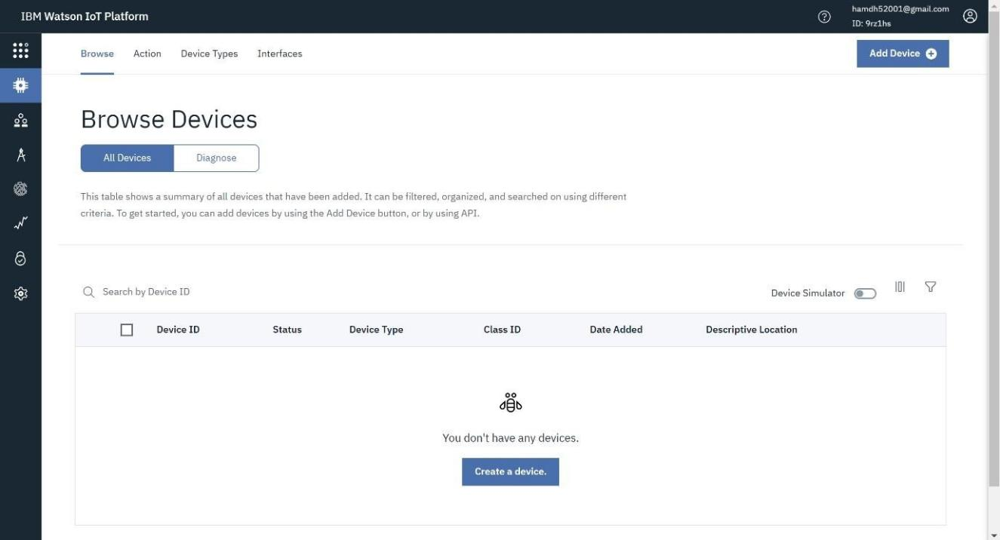 IBM Watson IoT Platform
hamdh52001@gmail.com
ID: 9rz1hs
Browse Action Device Types Interfaces
Add Device
Browse Devices
All Devices Diagnose
This table shows a summary of all devices that have been added. It can be filtered, organized, and searched on using different
criteria. To get started, you can add devices by using the Add Device button, or by using API.
Search by Device ID
Device Simulator
Device ID Status Device Type Class ID Date Added Descriptive Location
You don't have any devices.
Create a device.